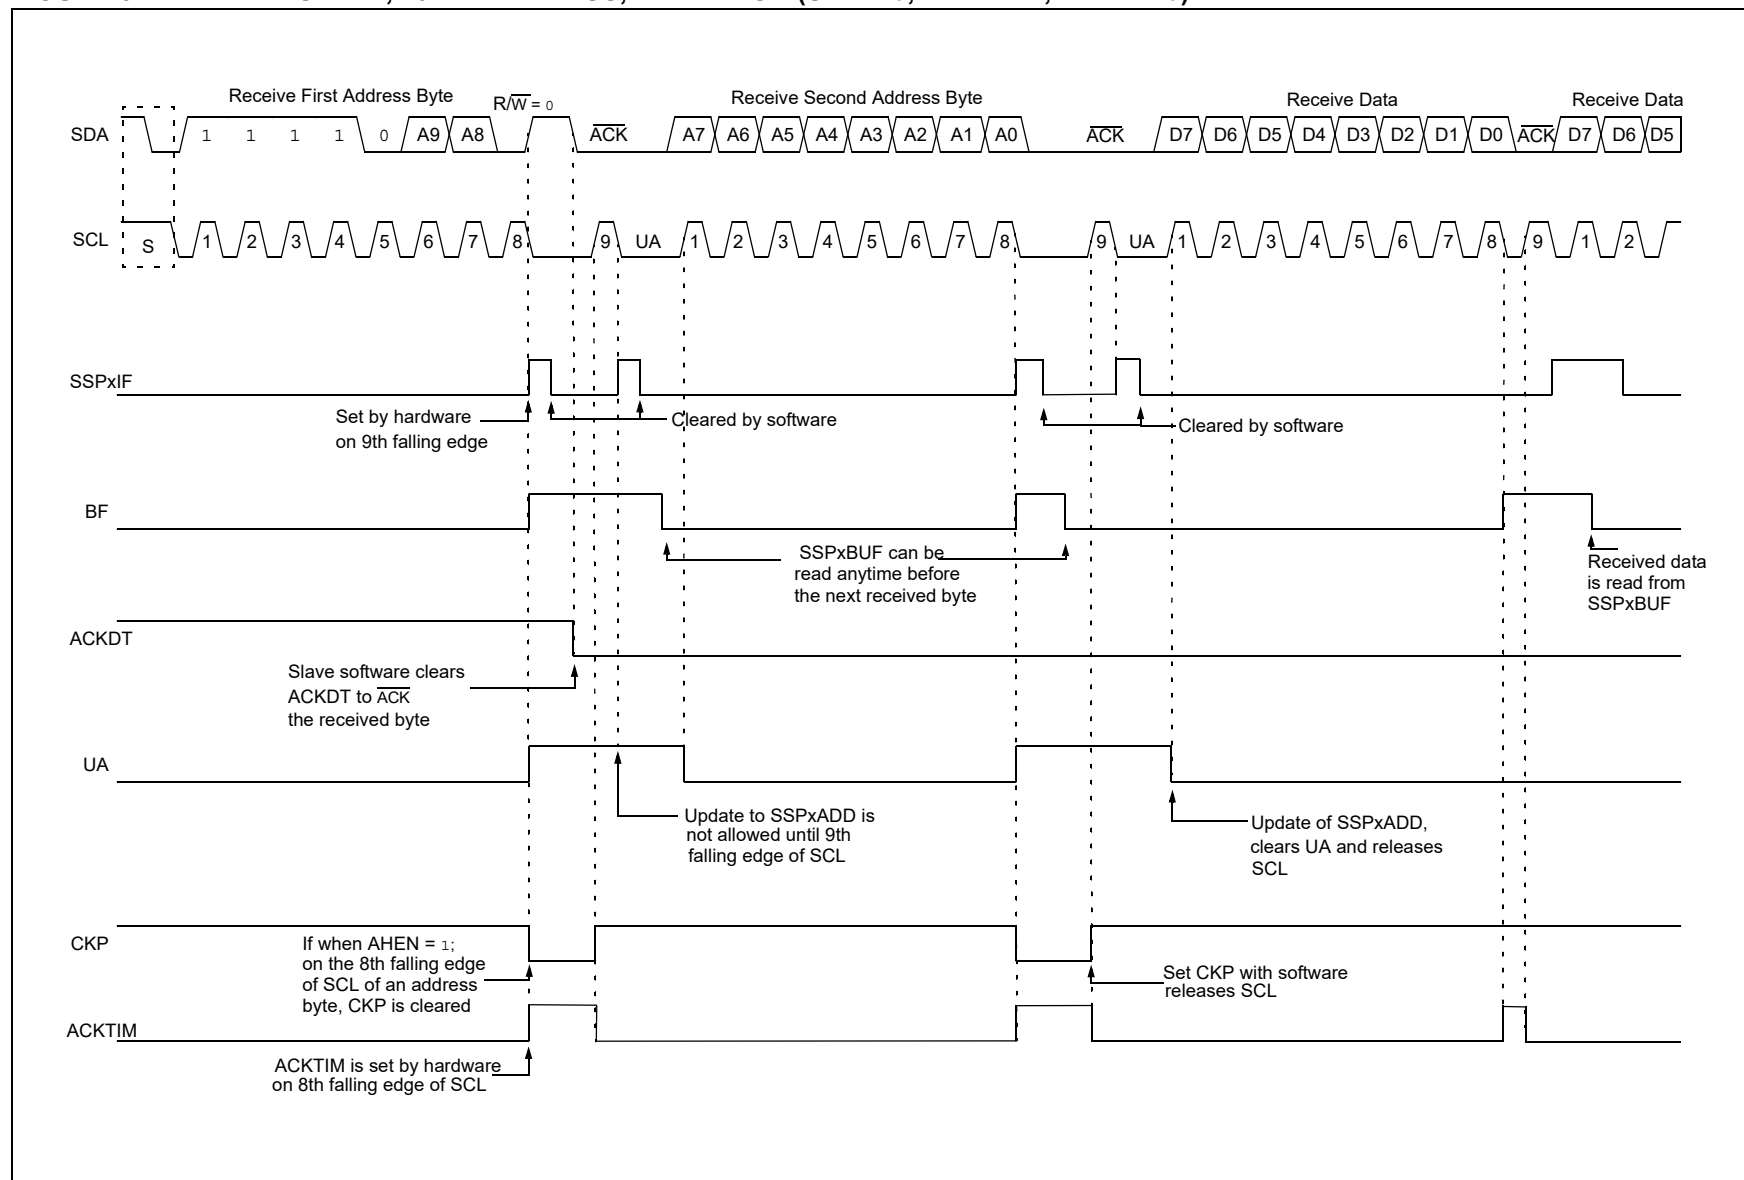 Receive First Address Byte
R/W = 0
Receive Second Address Byte
Receive Data
Receive Data
SDA 1 1 1 1 0 A9 A8 ACK A7 A6 A5 A4 A3 A2 A1 A0 ACK D7 D6 D5 D4 D3 D2 D1 D0 ACK D7 D6 D5
SCL S 1 2 3 4 5 6 7 8 9 UA 1 2 3 4 5 6 7 8 9 UA 1 2 3 4 5 6 7 8 9 1 2
SSPxIF
Set by hardware
on 9th falling edge
Cleared by software
Cleared by software
BF
SSPxBUF can be
read anytime before
the next received byte
Received data
is read from
SSPxBUF
ACKDT
Slave software clears
ACKDT to ACK
the received byte
UA
Update to SSPxADD is
not allowed until 9th
falling edge of SCL
Update of SSPxADD,
clears UA and releases
SCL
CKP
If when AHEN = 1;
on the 8th falling edge
of SCL of an address
byte, CKP is cleared
Set CKP with software
releases SCL
ACKTIM
ACKTIM is set by hardware
on 8th falling edge of SCL